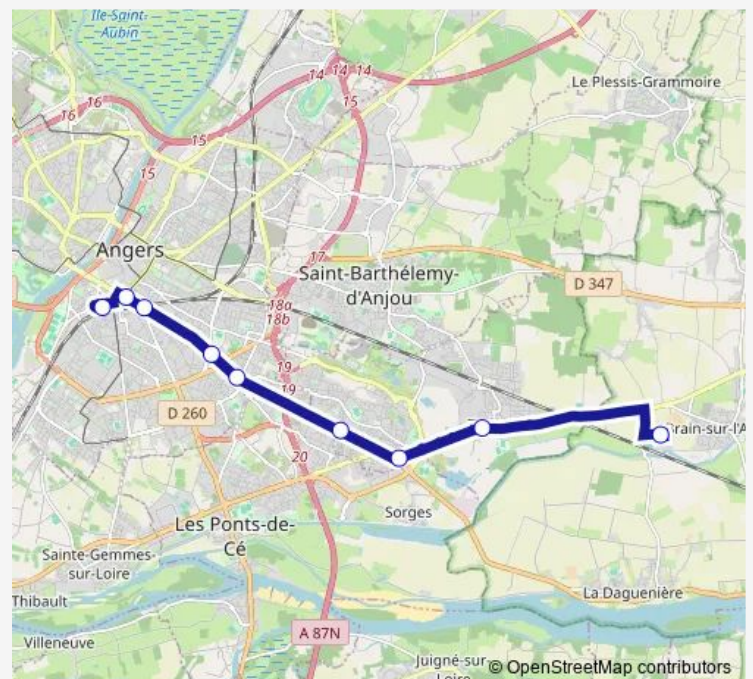 Ile-Saint-
Aubin
14 14 14
Le Plessis-Grammoire
16
16
15
15
15
Angers
17
Saint-Barthélemy-
d'Anjou
D 347
18a
18b
19
19
D 260
Brain-sur-l'A
20
Sorges
Les Ponts-de-
Cé
Sainte-Gemmes-
sur-Loire
Thibault
La Daguenière
A 87N
Villeneuve
Juigné-sur-
Loire
© OpenStreetMap contributors